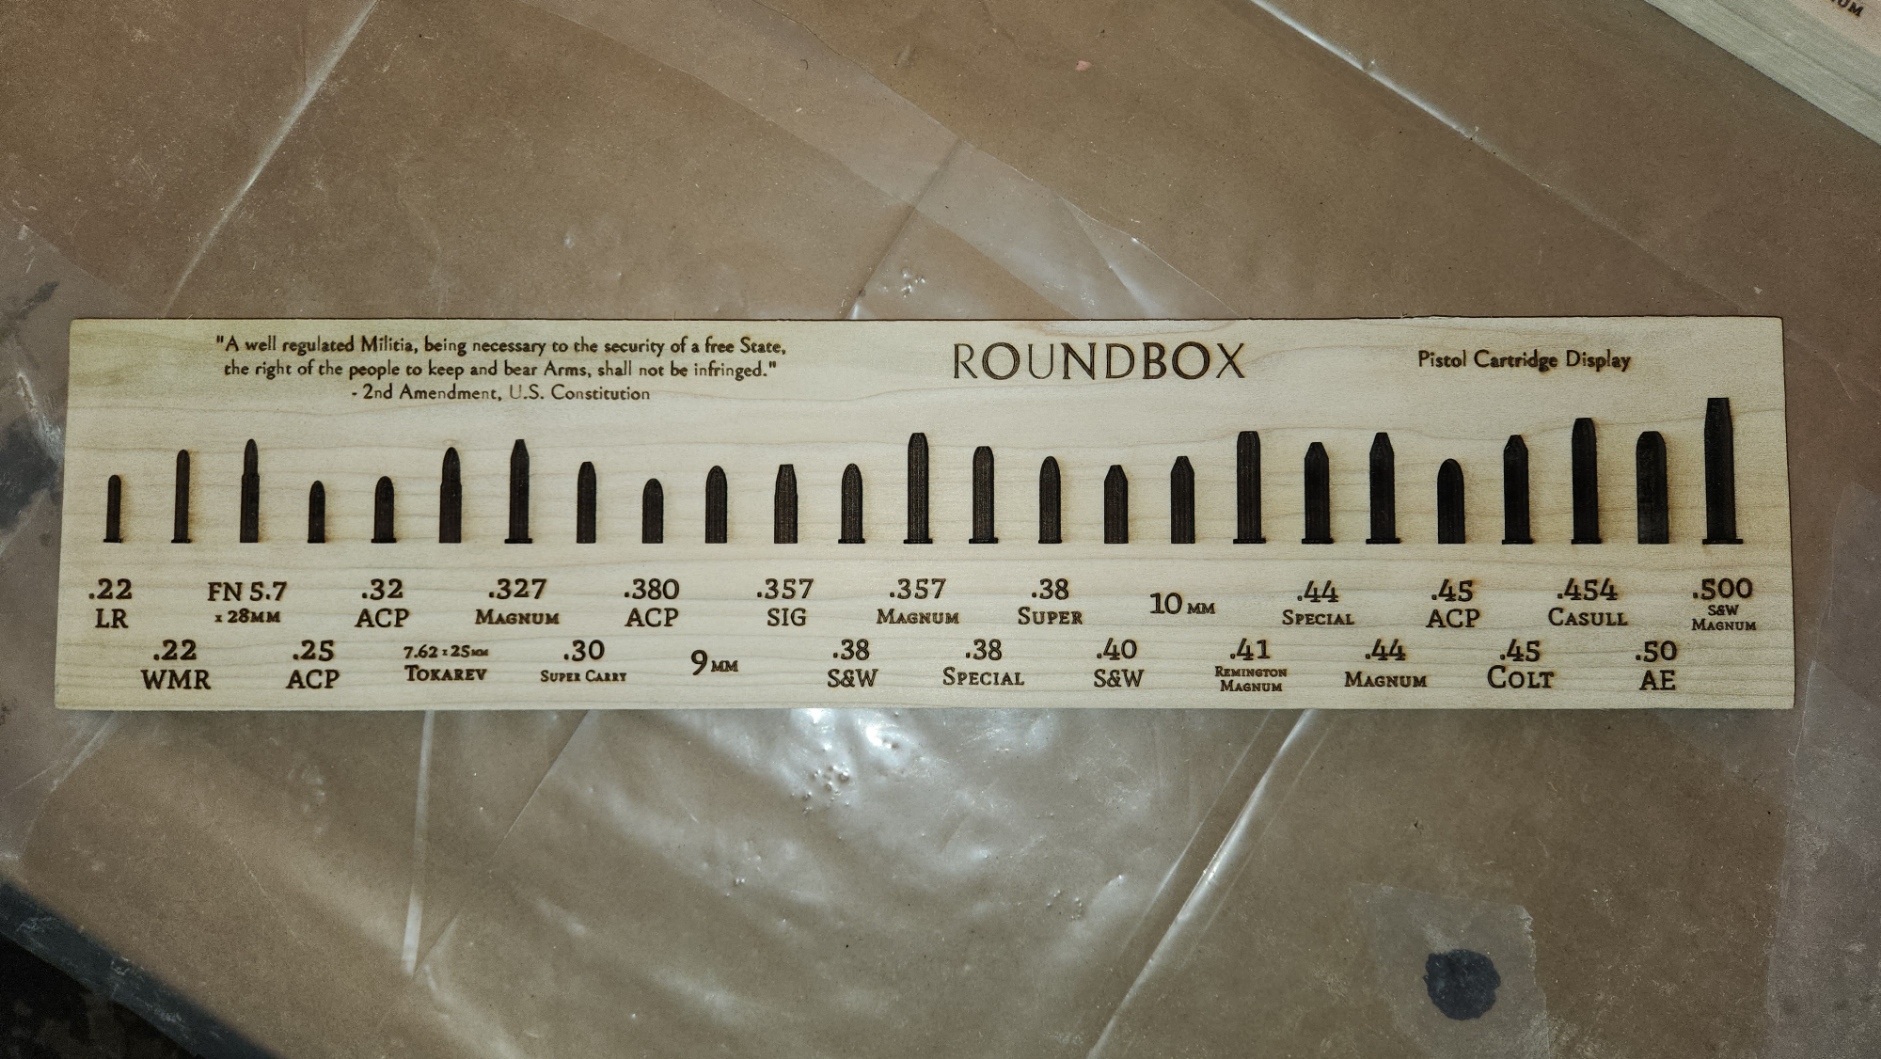 "A well regulated Militia, being necessary to the security of a free State,
the right of the people to keep and bear Arms, shall not be infringed."
- 2nd Amendment, U.S. Constitution
ROUNDBOX
Pistol Cartridge Display
.22
LR
.22
WMR
FN 5.7
x 28MM
.25
ACP
.32
ACP
7.62 x 25MM
TOKAREV
.327
MAGNUM
.30
SUPER CARRY
.380
ACP
9 MM
.357
SIG
.38
S&W
.357
MAGNUM
.38
SPECIAL
.38
SUPER
.40
S&W
10 MM
.41
REMINGTON
MAGNUM
.44
SPECIAL
.44
MAGNUM
.45
ACP
.45
COLT
.454
CASULL
.50
AE
.500
S&W
MAGNUM